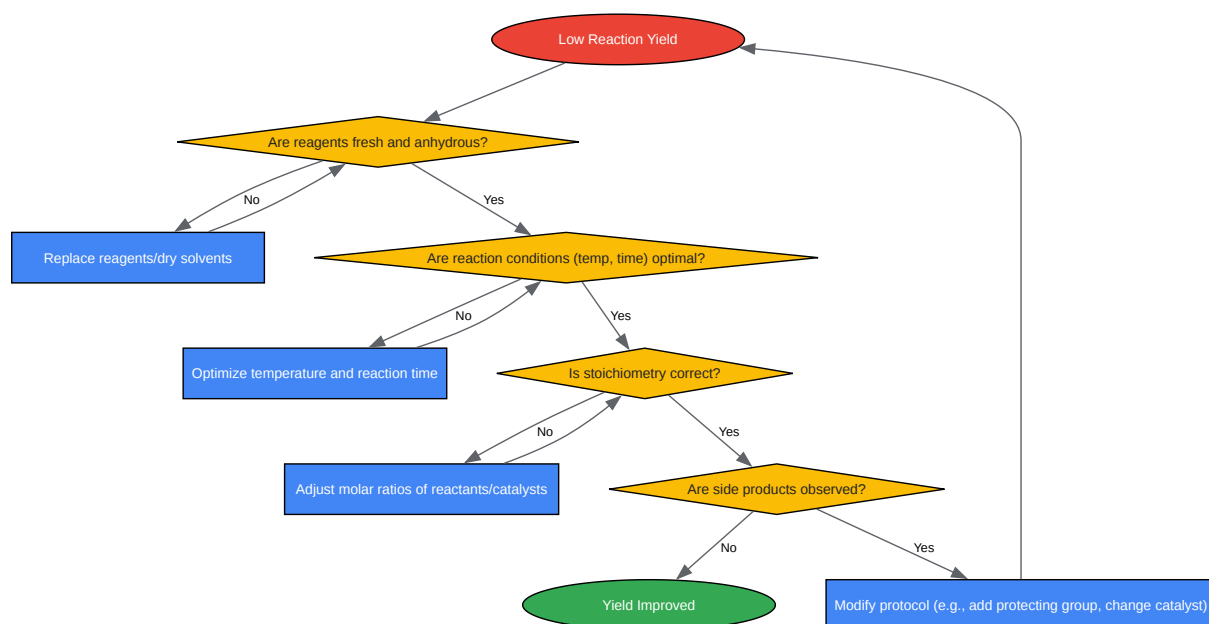 Low Reaction Yield
Are reagents fresh and anhydrous?
No
Yes
Replace reagents/dry solvents
Are reaction conditions (temp, time) optimal?
No
Yes
Optimize temperature and reaction time
Is stoichiometry correct?
No
Yes
Adjust molar ratios of reactants/catalysts
Are side products observed?
No
Yes
Yield Improved
Modify protocol (e.g., add protecting group, change catalyst)